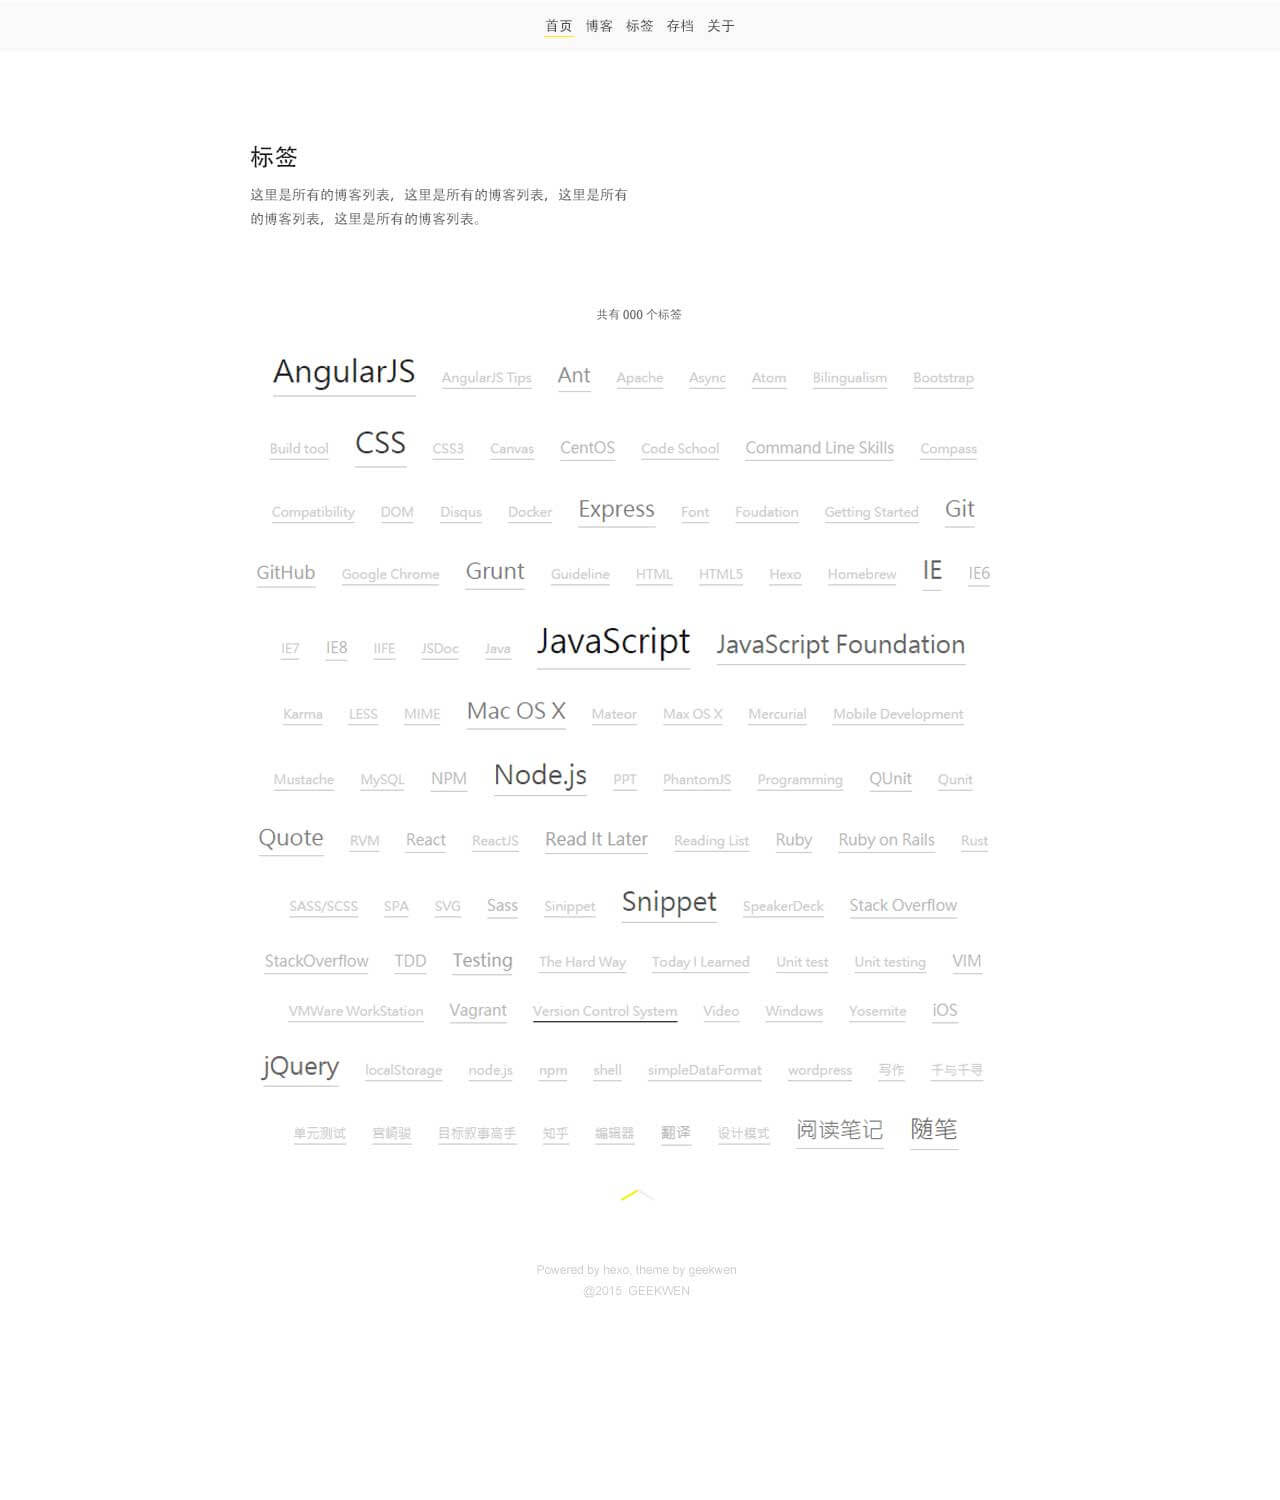 首页 博客 标签 存档 关于
标签
这里是所有的博客列表，这里是所有的博客列表，这里是所有
的博客列表，这里是所有的博客列表。
共有 000 个标签
AngularJS AngularJS Tips Ant Apache Async Atom Bilingualism Bootstrap
Build tool CSS CSS3 Canvas CentOS Code School Command Line Skills Compass
Compatibility DOM Disqus Docker Express Font Foudation Getting Started Git
GitHub Google Chrome Grunt Guideline HTML HTML5 Hexo Homebrew IE IE6
IE7 IE8 IIFE JSDoc Java JavaScript JavaScript Foundation
Karma LESS MIME Mac OS X Mateor Max OS X Mercurial Mobile Development
Mustache MySQL NPM Node.js PPT PhantomJS Programming QUnit Qunit
Quote RVM React ReactJS Read It Later Reading List Ruby Ruby on Rails Rust
SASS/SCSS SPA SVG Sass Sinippet Snippet SpeakerDeck Stack Overflow
StackOverflow TDD Testing The Hard Way Today I Learned Unit test Unit testing VIM
VMWare WorkStation Vagrant Version Control System Video Windows Yosemite iOS
jQuery localStorage node.js npm shell simpleDataFormat wordpress 写作 千与千寻
单元测试 宫崎骏 目标叙事高手 知乎 编辑器 翻译 设计模式 阅读笔记 随笔
Powered by hexo, theme by geekwen
@2015 GEEKWEN